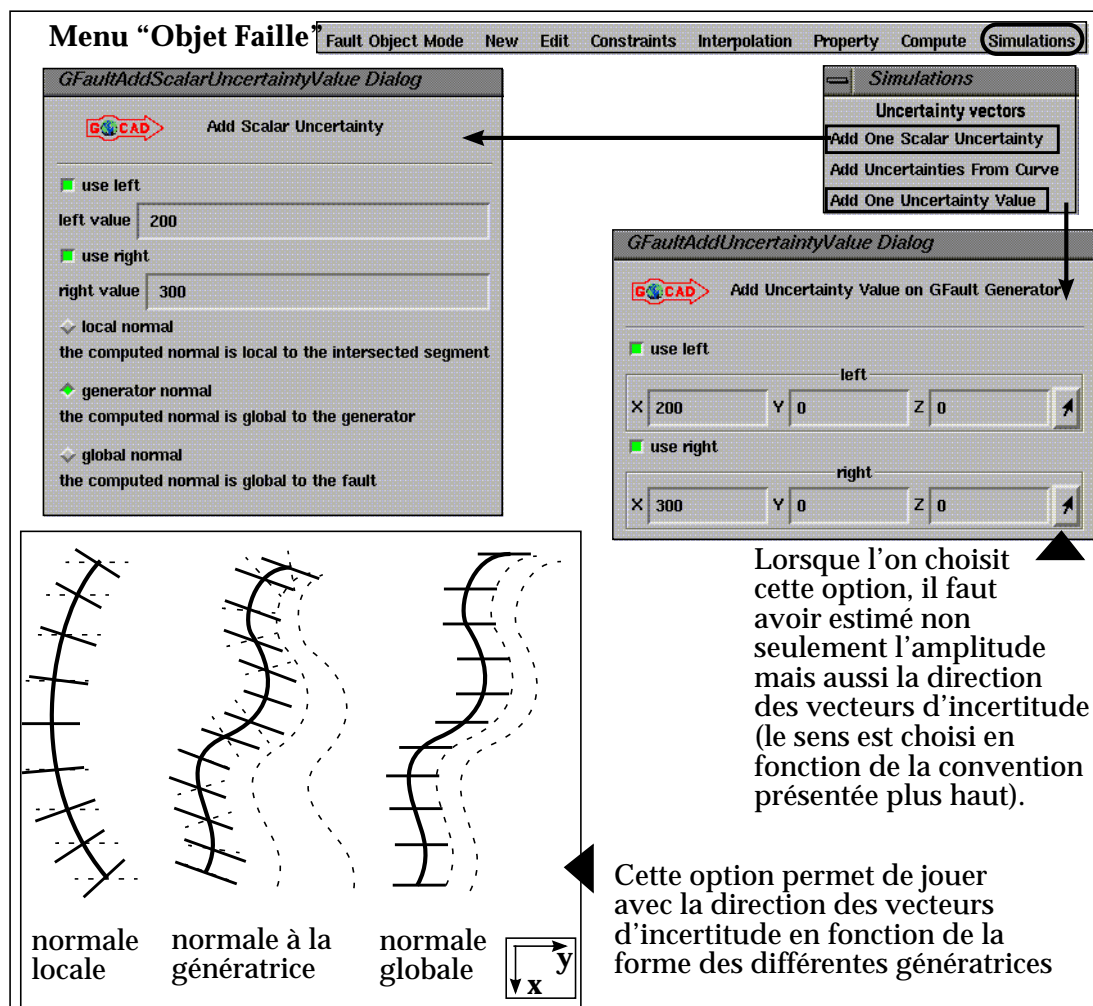 Menu “Objet Faille”
Fault Object Mode New Edit Constraints Interpolation Property Compute Simulations
GFaultAddScalarUncertaintyValue Dialog
GOCAD Add Scalar Uncertainty
use left
left value 200
use right
right value 300
local normal
the computed normal is local to the intersected segment
generator normal
the computed normal is global to the generator
global normal
the computed normal is global to the fault
Simulations
Uncertainty vectors
Add One Scalar Uncertainty
Add Uncertainties From Curve
Add One Uncertainty Value
GFaultAddUncertaintyValue Dialog
GOCAD Add Uncertainty Value on GFault Generator
use left
left
X 200 Y 0 Z 0
use right
right
X 300 Y 0 Z 0
Lorsque l’on choisit
cette option, il faut
avoir estimé non
seulement l’amplitude
mais aussi la direction
des vecteurs d’incertitude
(le sens est choisi en
fonction de la convention
présentée plus haut).
normale
locale
normale à la
génératrice
normale
globale
y
x
Cette option permet de jouer
avec la direction des vecteurs
d’incertitude en fonction de la
forme des différentes génératrices